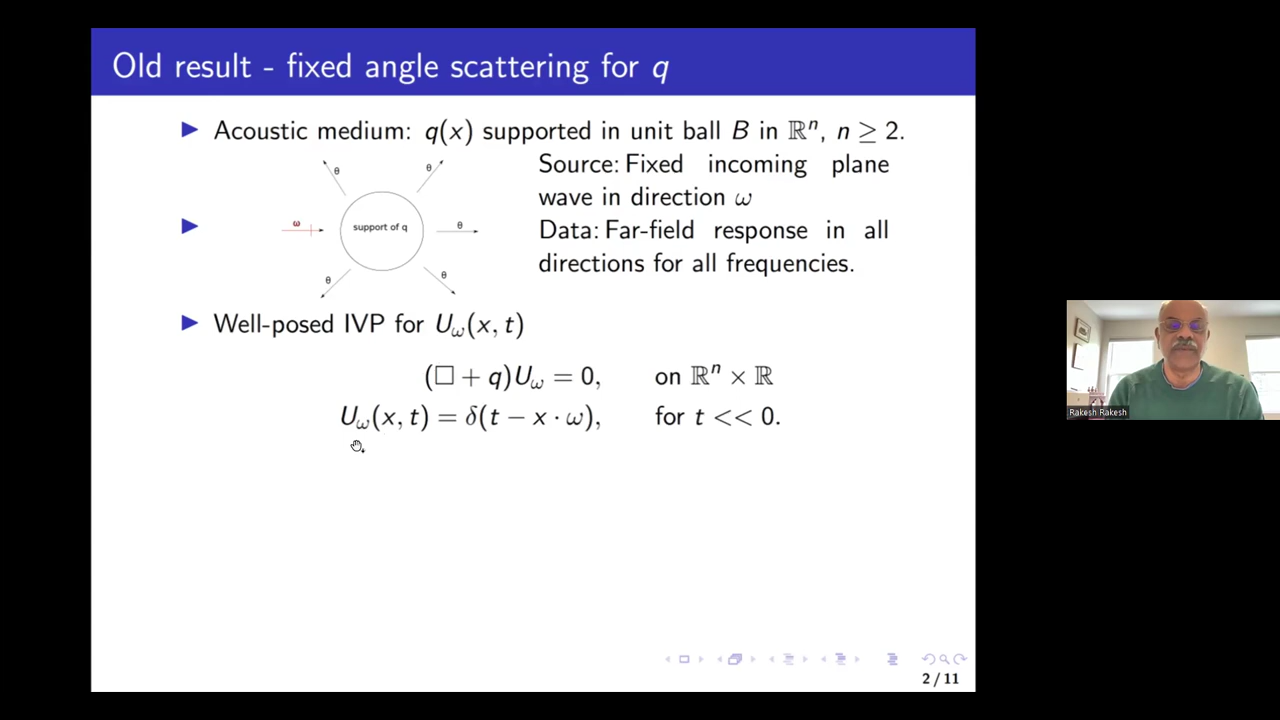 Old result - fixed angle scattering for q
▶ Acoustic medium: q(x) supported in unit ball B in ℝⁿ, n ≥ 2.
θ
θ
ω
support of q
θ
θ
θ
Source: Fixed incoming plane
wave in direction ω
Data: Far-field response in all
directions for all frequencies.
▶ Well-posed IVP for U_ω(x, t)
(□ + q)U_ω = 0, on ℝⁿ × ℝ
U_ω(x, t) = δ(t − x · ω), for t << 0.
2 / 11
Rakesh Rakesh